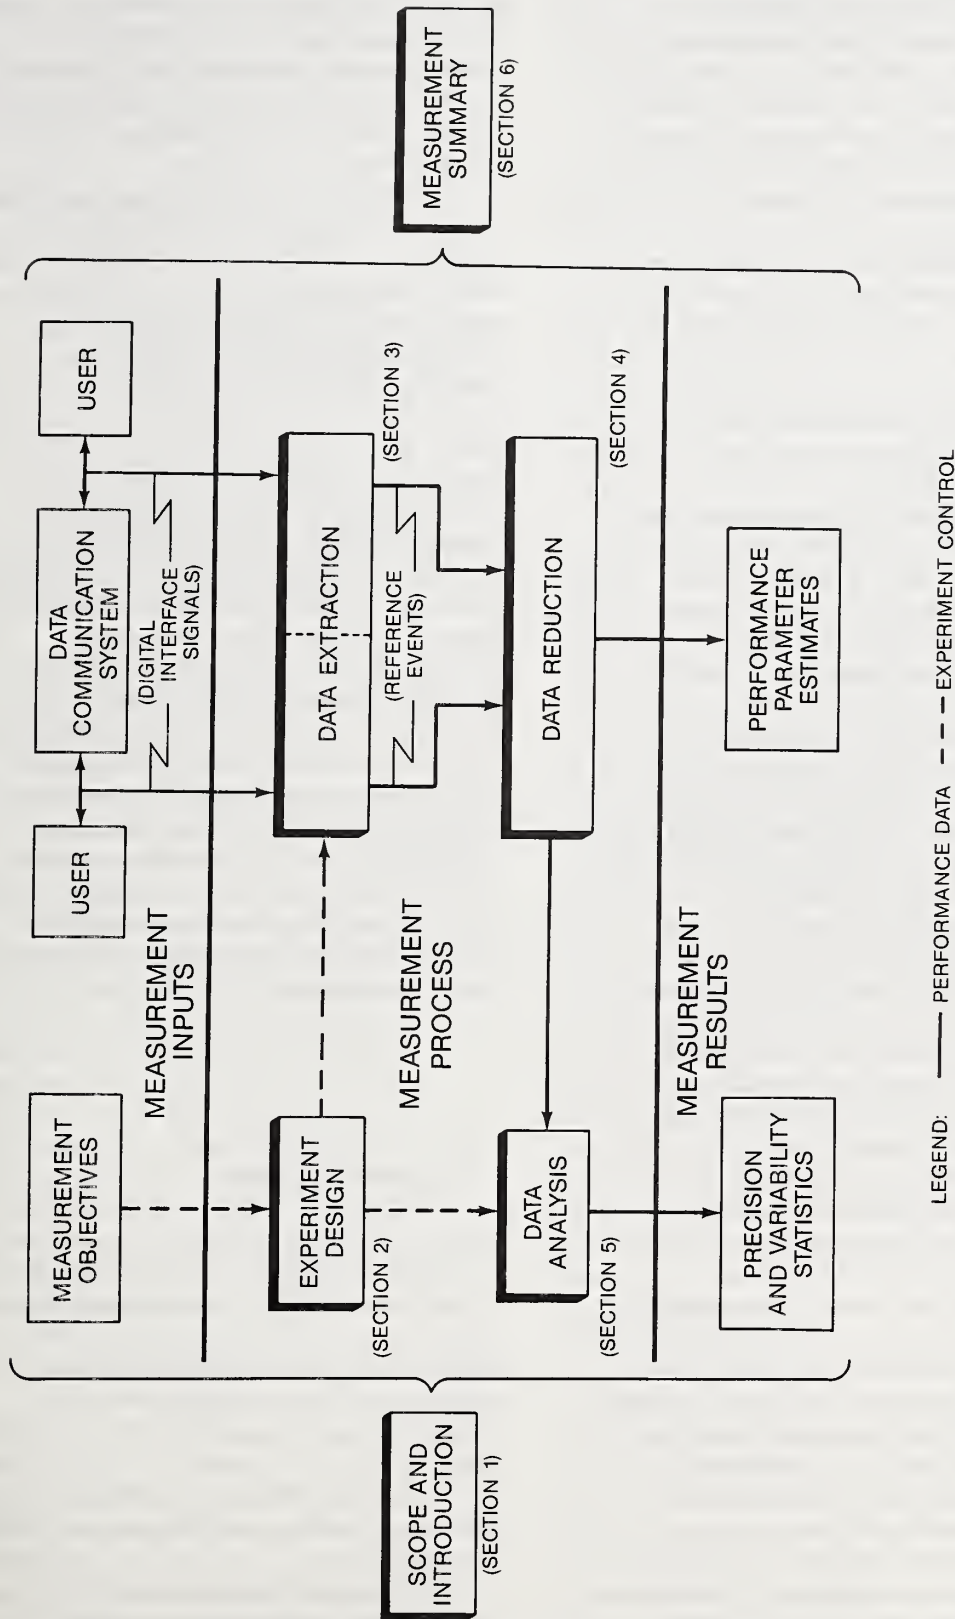 SCOPE AND
INTRODUCTION
(SECTION 1)
MEASUREMENT
OBJECTIVES
MEASUREMENT
INPUTS
USER
DATA
COMMUNICATION
SYSTEM
USER
(DIGITAL
INTERFACE
SIGNALS)
EXPERIMENT
DESIGN
(SECTION 2)
MEASUREMENT
PROCESS
DATA EXTRACTION
(SECTION 3)
(REFERENCE
EVENTS)
DATA
ANALYSIS
(SECTION 5)
DATA REDUCTION
(SECTION 4)
MEASUREMENT
RESULTS
PRECISION
AND VARIABILITY
STATISTICS
PERFORMANCE
PARAMETER
ESTIMATES
MEASUREMENT
SUMMARY
(SECTION 6)
LEGEND: —— PERFORMANCE DATA – – – EXPERIMENT CONTROL